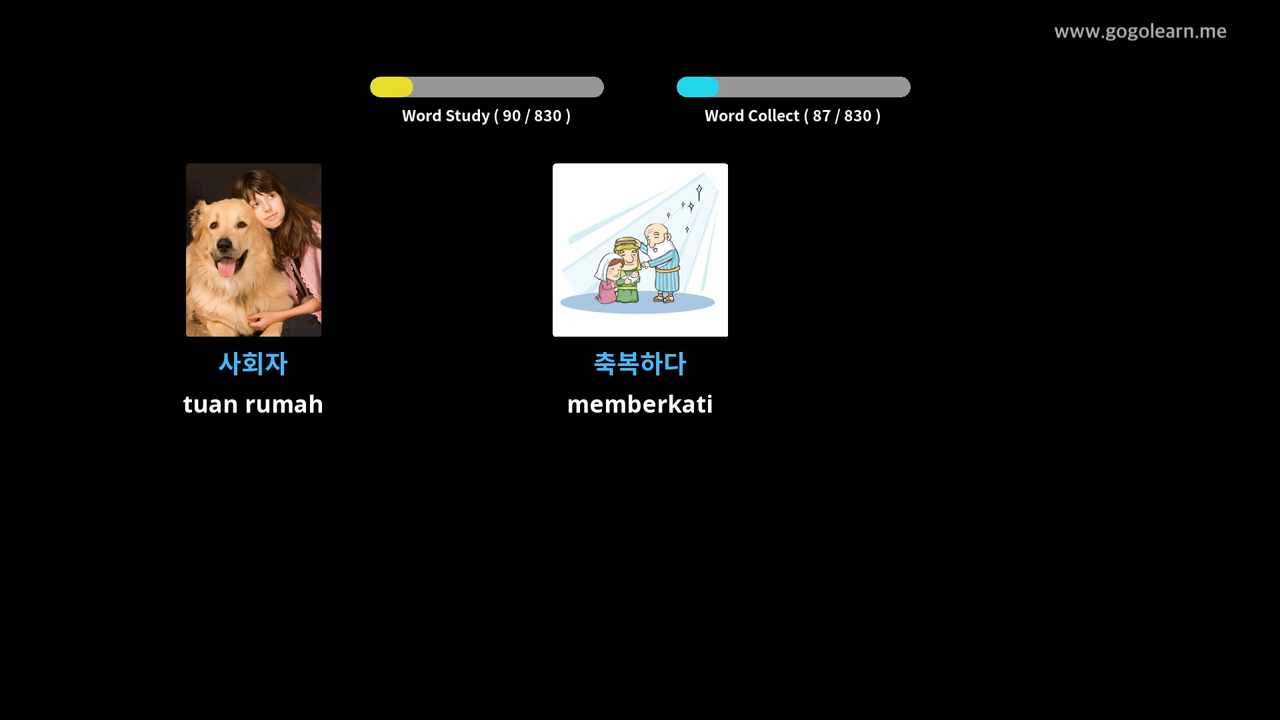 www.gogolearn.me
Word Study ( 90 / 830 )
Word Collect ( 87 / 830 )
사회자
축복하다
tuan rumah
memberkati